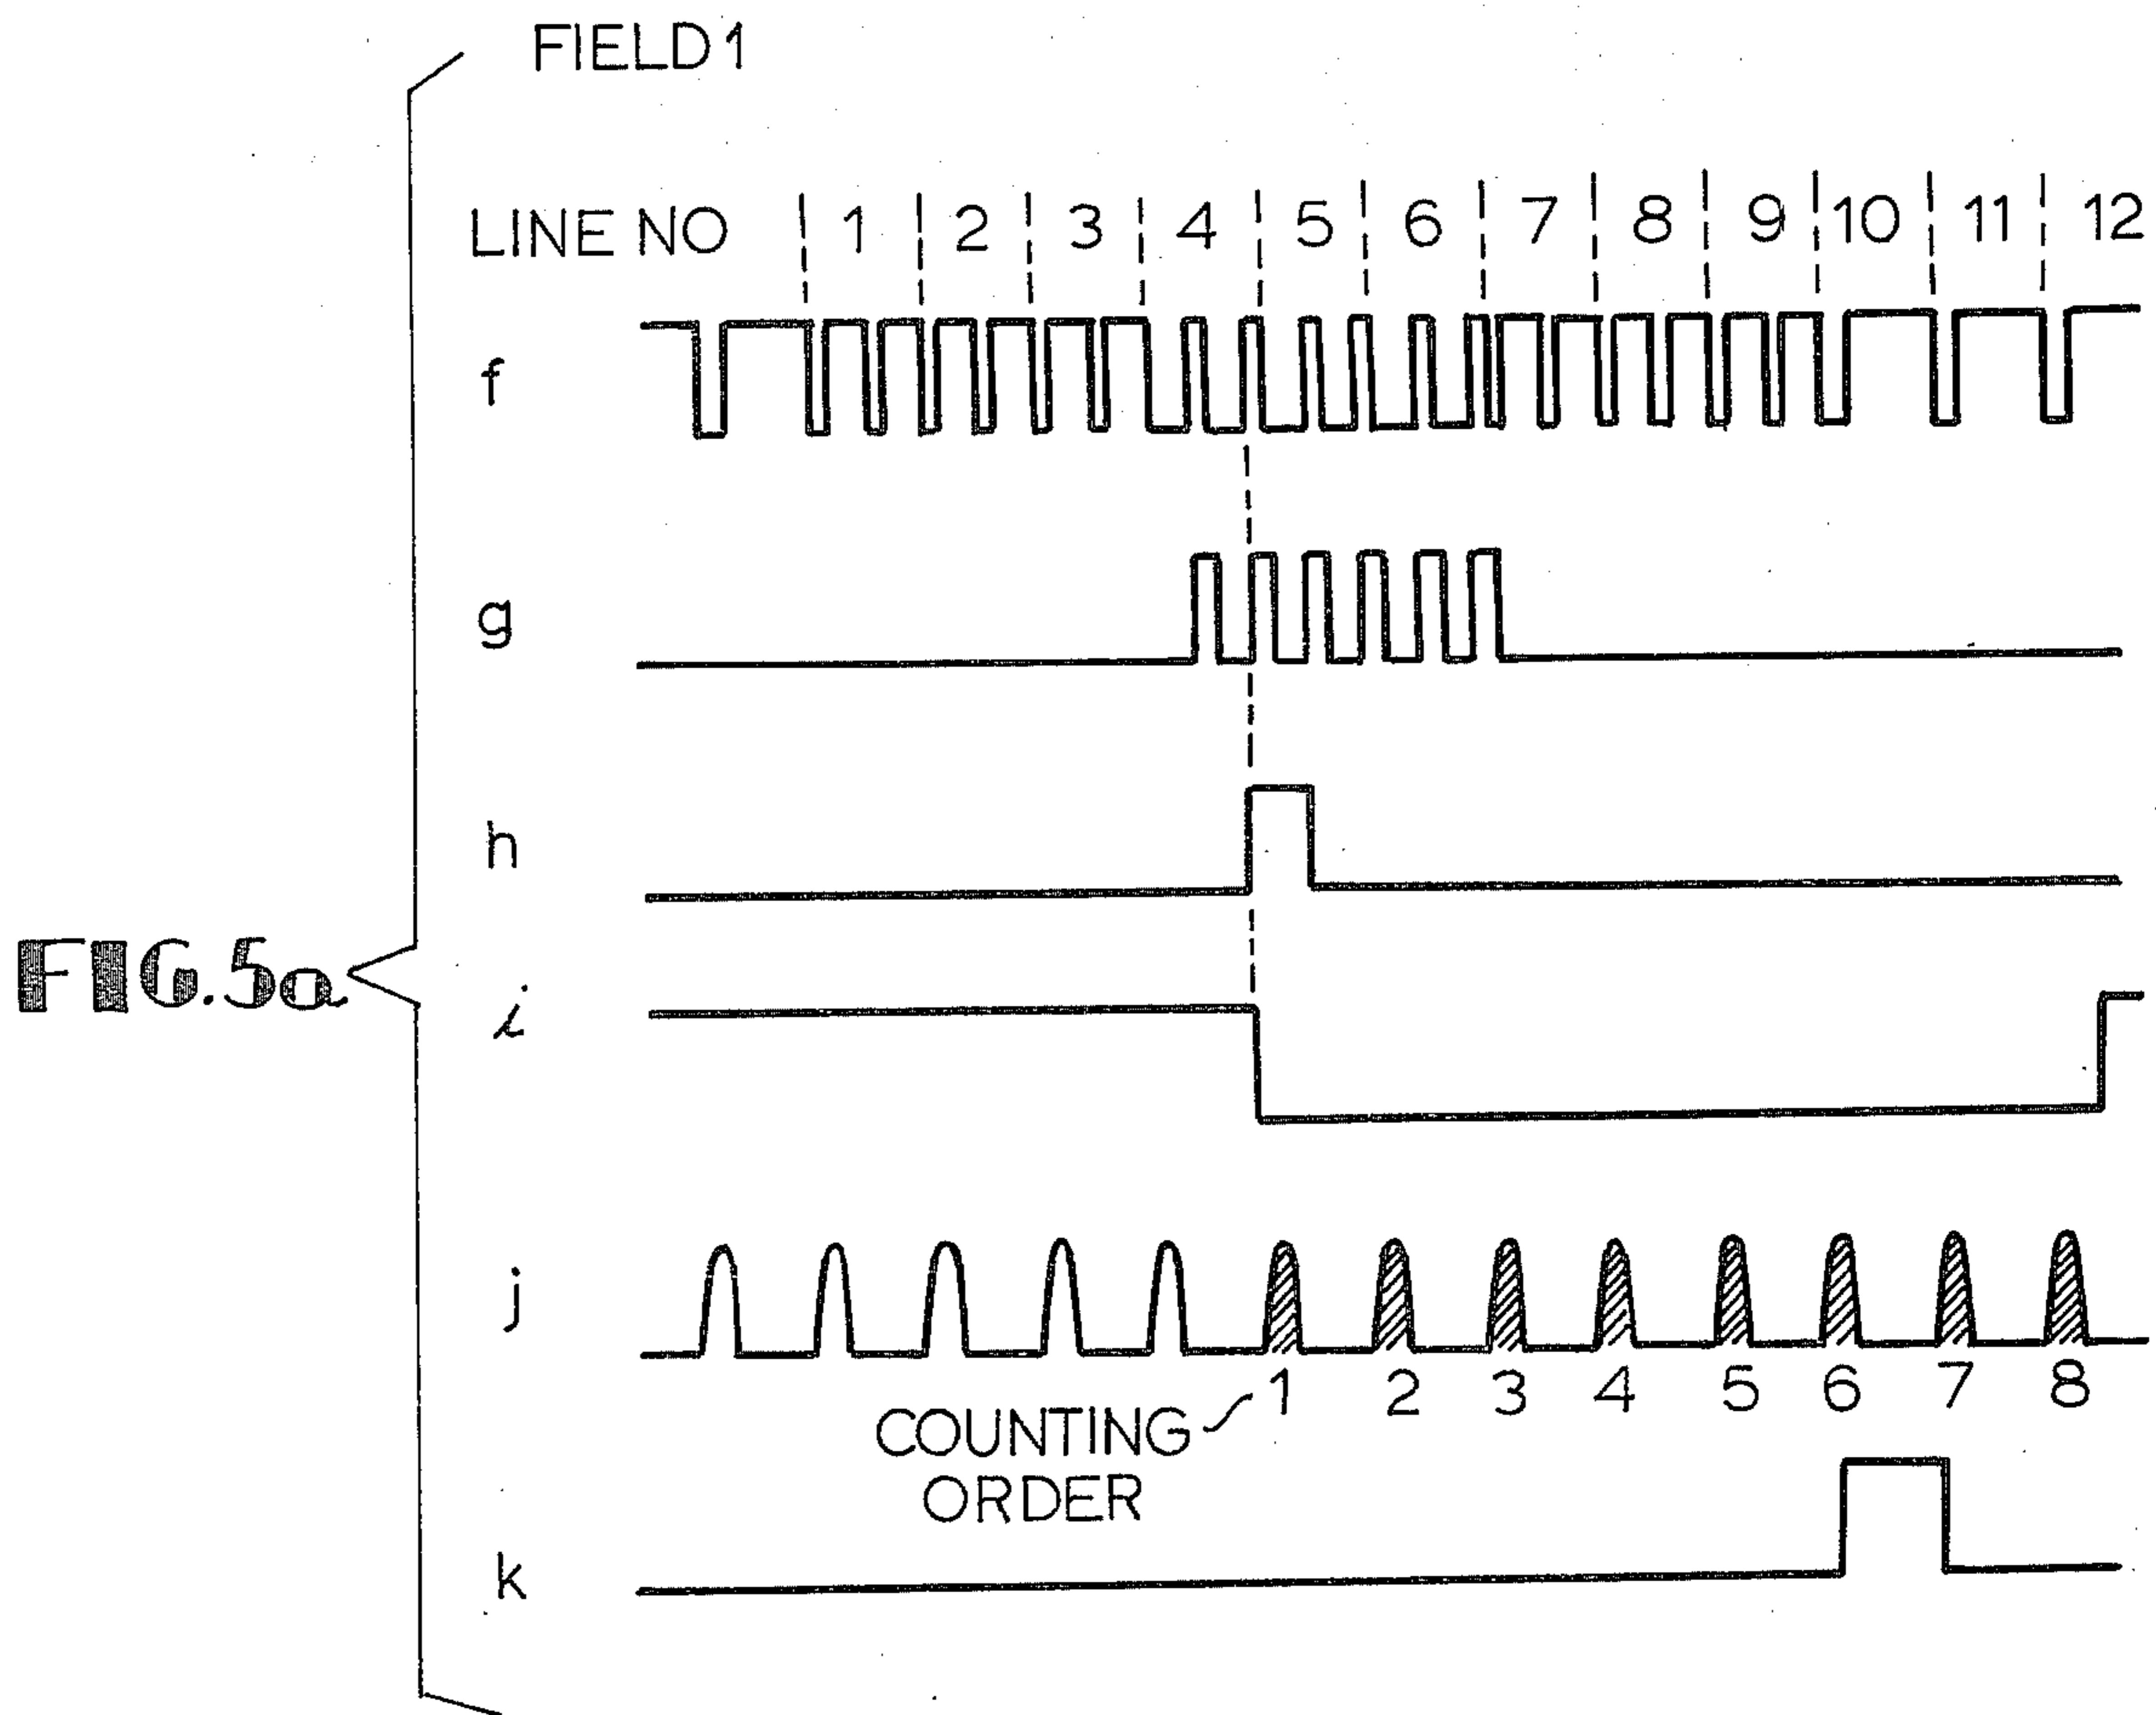 FIELD 1
LINE NO 1 2 3 4 5 6 7 8 9 10 11 12
f
g
h
FIG. 5a
i
j
1 2 3 4 5 6 7 8
COUNTING
ORDER
k